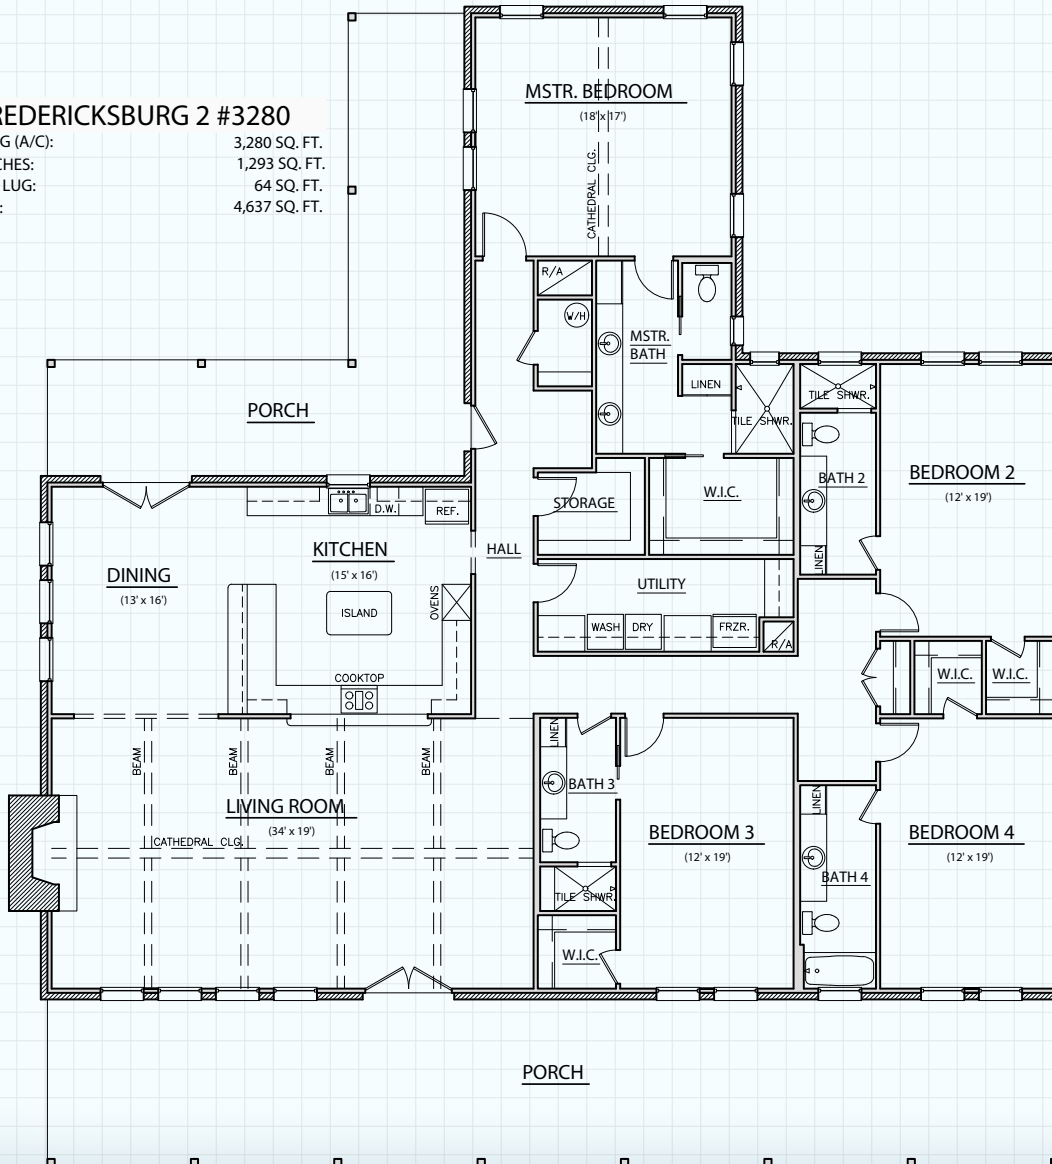 REDERICKSBURG 2 #3280
G (A/C): 3,280 SQ. FT.
CHES: 1,293 SQ. FT.
LUG: 64 SQ. FT.
: 4,637 SQ. FT.
MSTR. BEDROOM
(18'x17')
CATHEDRAL CLG.
R/A
W/H
MSTR.
BATH
LINEN
TILE SHWR.
TILE SHWR.
PORCH
BATH 2
LINEN
BEDROOM 2
(12' x 19')
D.W.
REF.
STORAGE
W.I.C.
KITCHEN
(15' x 16')
HALL
DINING
(13' x 16')
ISLAND
OVENS
COOKTOP
UTILITY
WASH
DRY
FRZR.
R/A
W.I.C.
W.I.C.
BEAM
BEAM
BEAM
BEAM
LIVING ROOM
(34' x 19')
CATHEDRAL CLG.
LINEN
BATH 3
TILE SHWR.
W.I.C.
BEDROOM 3
(12' x 19')
LINEN
BATH 4
BEDROOM 4
(12' x 19')
PORCH